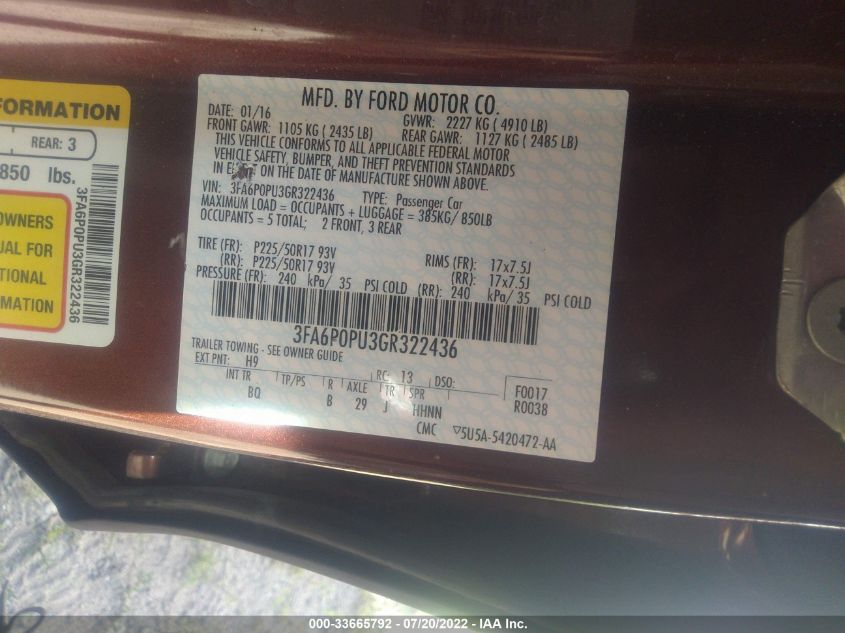 FORMATION
REAR: 3
850 lbs.
OWNERS
UAL FOR
TIONAL
RMATION
3FA6P0PU3GR322436
MFD. BY FORD MOTOR CO.
DATE: 01/16 GVWR: 2227 KG (4910 LB)
FRONT GAWR: 1105 KG (2435 LB) REAR GAWR: 1127 KG (2485 LB)
THIS VEHICLE CONFORMS TO ALL APPLICABLE FEDERAL MOTOR
VEHICLE SAFETY, BUMPER, AND THEFT PREVENTION STANDARDS
IN ON THE DATE OF MANUFACTURE SHOWN ABOVE.
VIN: 3FA6P0PU3GR322436 TYPE: Passenger Car
MAXIMUM LOAD = OCCUPANTS + LUGGAGE = 385KG/ 850LB
OCCUPANTS = 5 TOTAL; 2 FRONT, 3 REAR
TIRE (FR): P225/50R17 93V RIMS (FR): 17x7.5J
(RR): P225/50R17 93V (RR): 17x7.5J
PRESSURE (FR): 240 kPa/ 35 PSI COLD (RR): 240 kPa/ 35 PSI COLD
3FA6P0PU3GR322436
TRAILER TOWING - SEE OWNER GUIDE
EXT PNT: H9 RC: 13 DSO: F0017
INT TR TP/PS R AXLE TR SPR R0038
BQ B 29 J HHNN
CMC ▽5U5A-5420472-AA
000-33665792 - 07/20/2022 - IAA Inc.